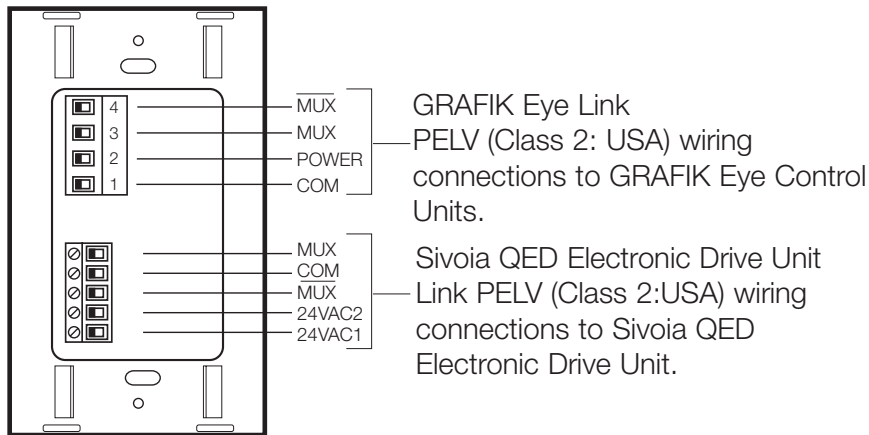 4
3
2
1
M̅U̅X̅
MUX
POWER
COM
GRAFIK Eye Link
PELV (Class 2: USA) wiring
connections to GRAFIK Eye Control
Units.
MUX
COM
M̅U̅X̅
24VAC2
24VAC1
Sivoia QED Electronic Drive Unit
Link PELV (Class 2:USA) wiring
connections to Sivoia QED
Electronic Drive Unit.